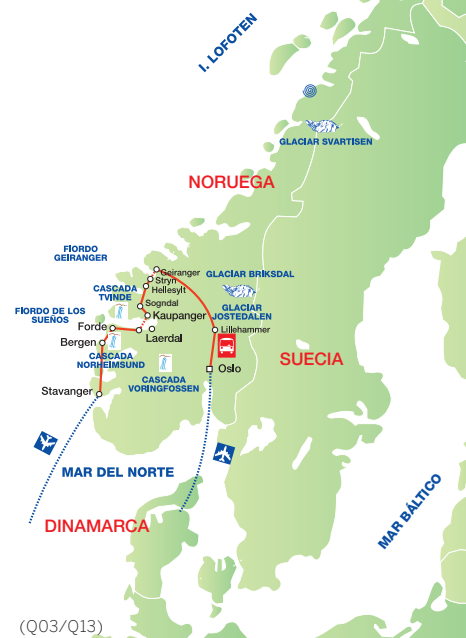 I. LOFOTEN
GLACIAR SVARTISEN
NORUEGA
FIORDO
GEIRANGER
Geiranger
GLACIAR BRIKSDAL
Stryn
Hellesylt
CASCADA
TVINDE
Sogndal
GLACIAR
JOSTEDALEN
FIORDO DE LOS
SUEÑOS
Kaupanger
Forde
Laerdal
Lillehammer
Bergen
CASCADA
NORHEIMSUND
SUECIA
Oslo
CASCADA
VORINGFOSSEN
Stavanger
MAR DEL NORTE
MAR BÁLTICO
DINAMARCA
(Q03/Q13)